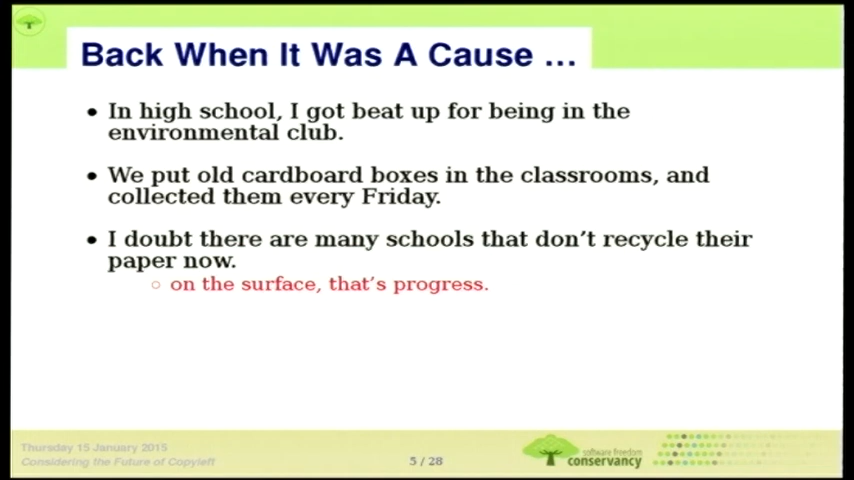 Back When It Was A Cause ...
• In high school, I got beat up for being in the
environmental club.
• We put old cardboard boxes in the classrooms, and
collected them every Friday.
• I doubt there are many schools that don't recycle their
paper now.
○ on the surface, that's progress.
Thursday 15 January 2015
Considering the Future of Copyleft
5 / 28
software freedom
conservancy